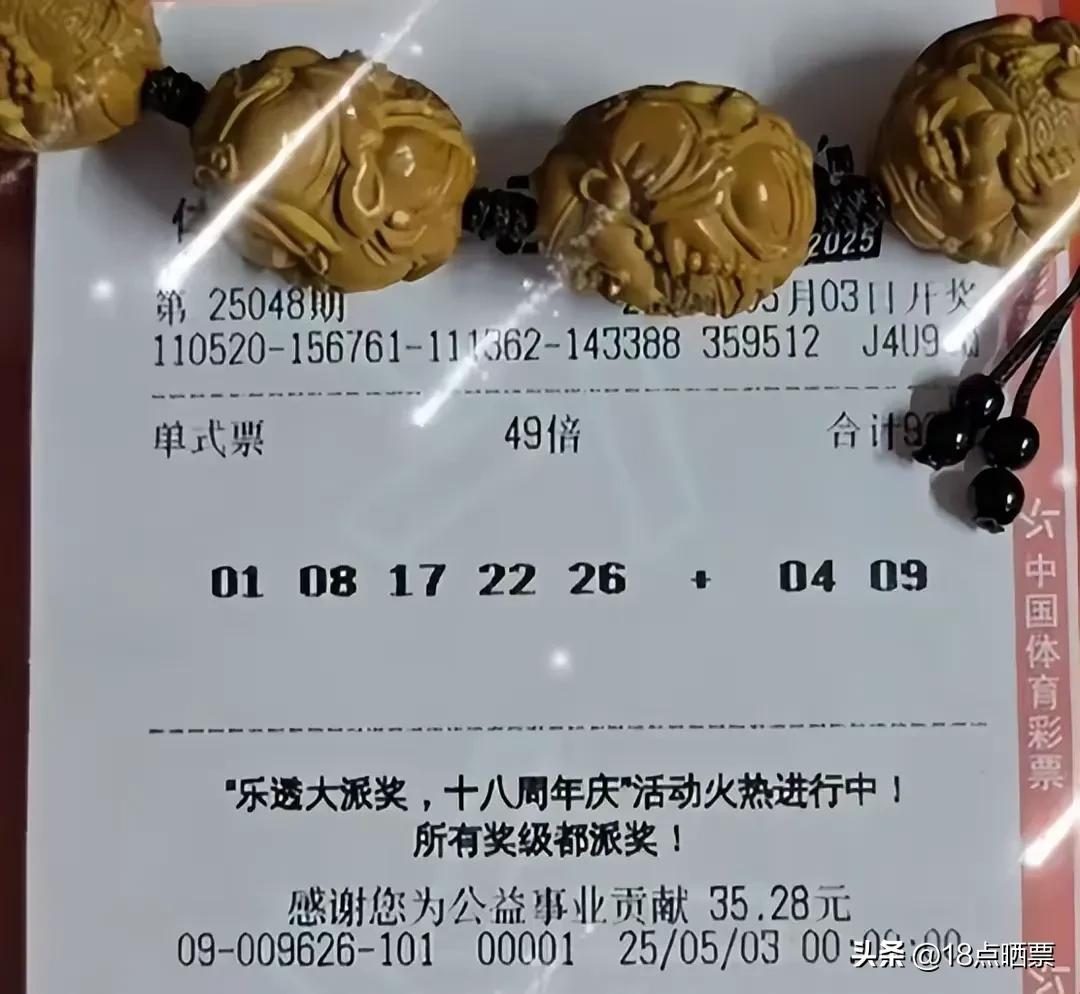 2025
第 25048期 5月03日开奖
110520-156761-111362-143388 359512 J4U9
单式票 49倍 合计9
01 08 17 22 26 + 04 09
"乐透大派奖，十八周年庆"活动火热进行中！
所有奖级都派奖！
感谢您为公益事业贡献 35.28元
09-009626-101 00001 25/05/03 00:00:00
中国体育彩票
头条 @18点晒票